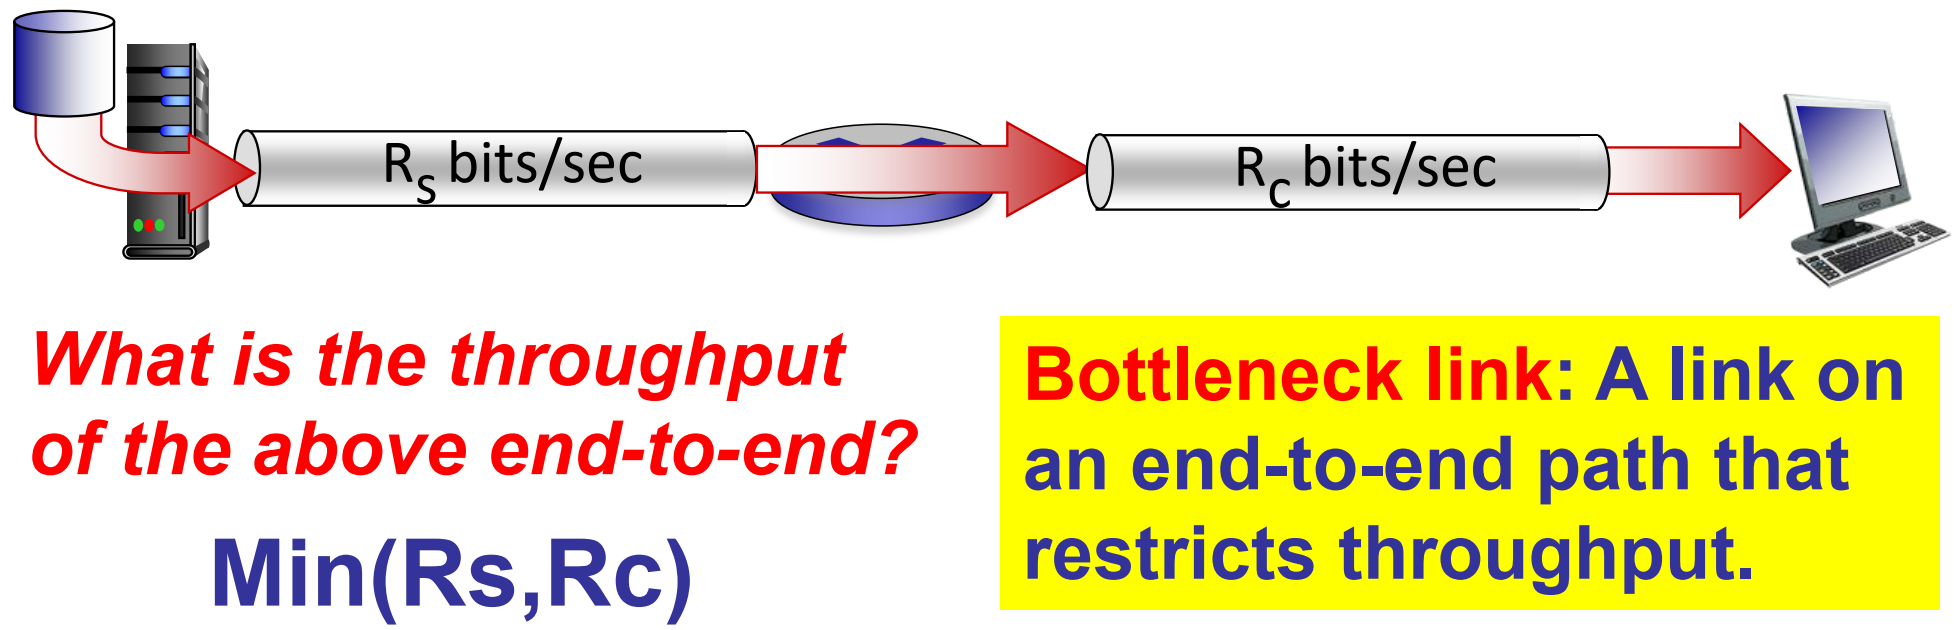 R_s bits/sec
R_c bits/sec
What is the throughput
of the above end-to-end?
Min(Rs,Rc)
Bottleneck link: A link on
an end-to-end path that
restricts throughput.